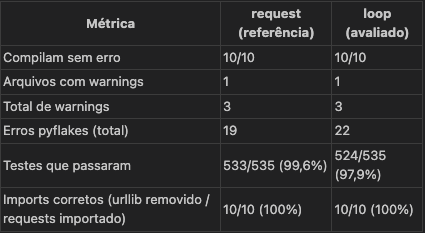 Métrica
request
(referência)
loop
(avaliado)
Compilam sem erro
10/10
10/10
Arquivos com warnings
1
1
Total de warnings
3
3
Erros pyflakes (total)
19
22
Testes que passaram
533/535 (99,6%)
524/535
(97,9%)
Imports corretos (urllib removido /
requests importado)
10/10 (100%)
10/10 (100%)